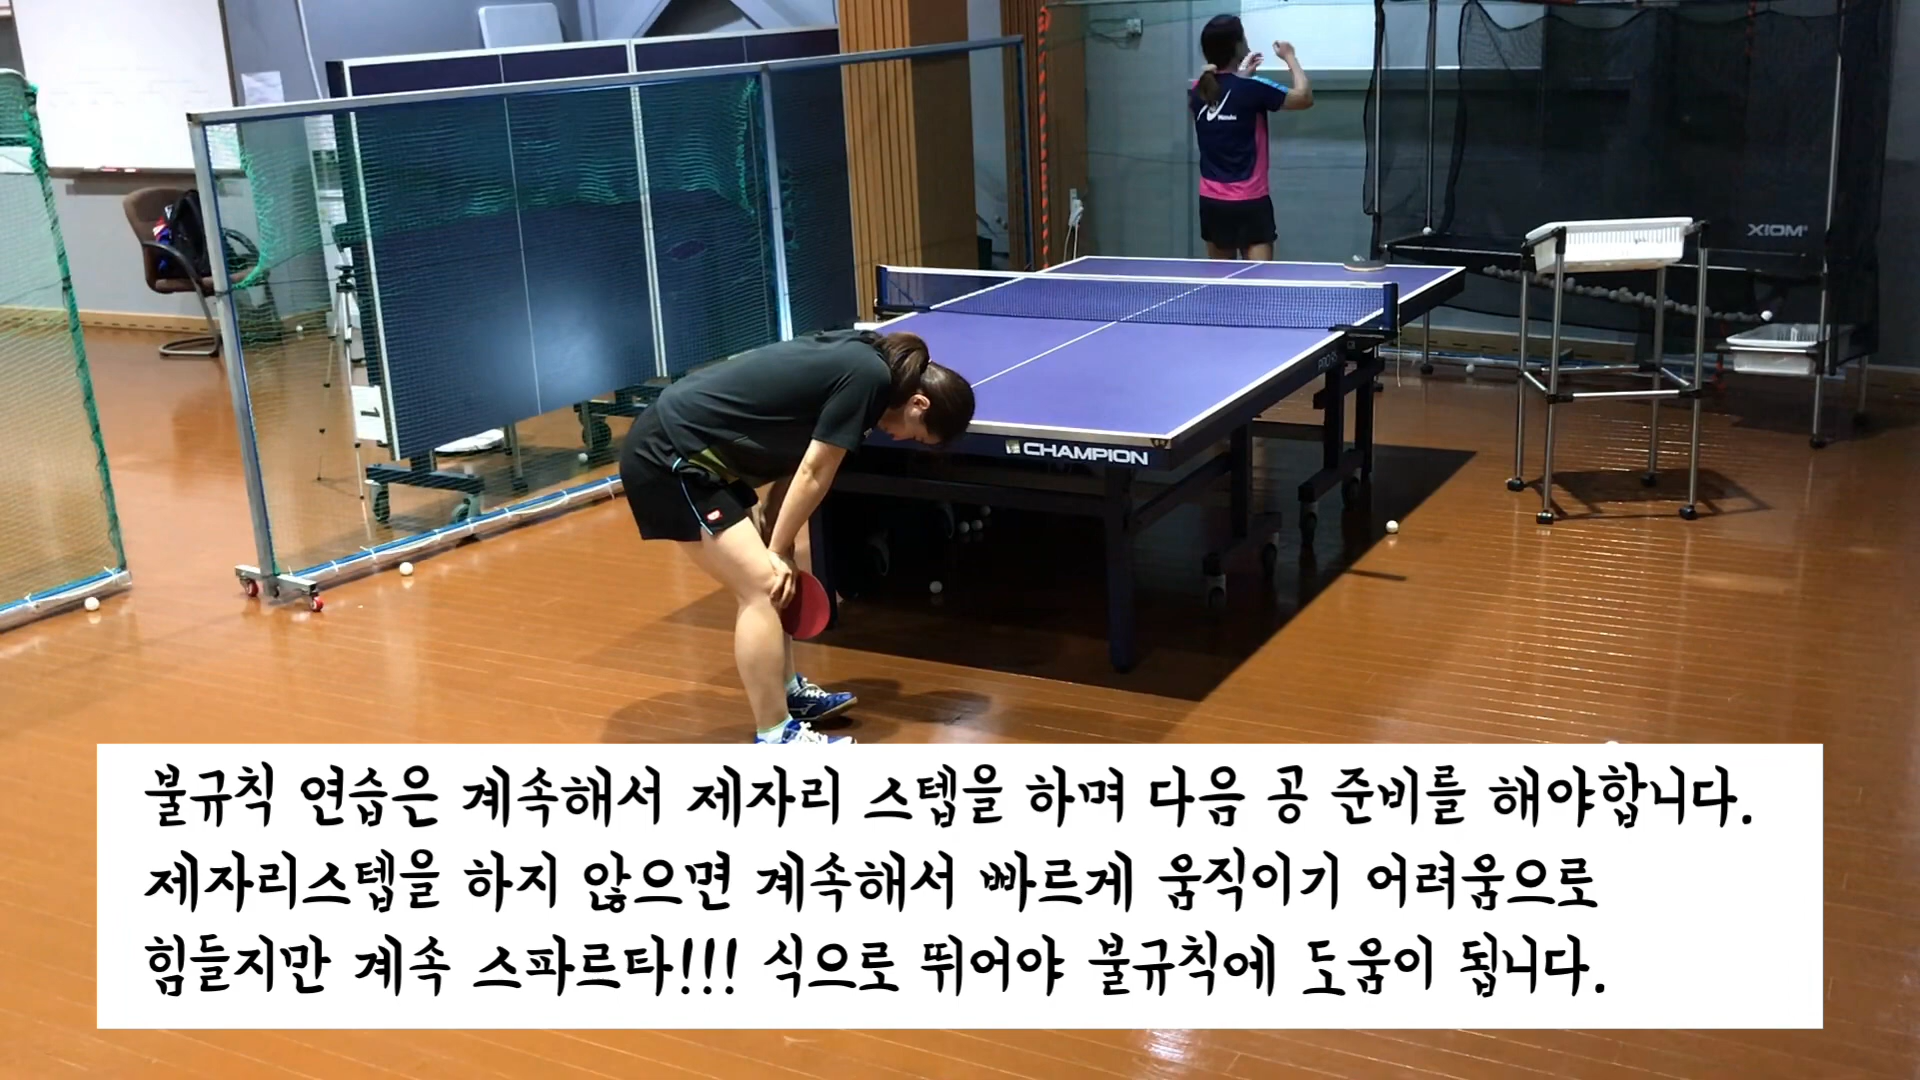 XIOM
CHAMPION
1
불규칙 연습은 계속해서 제자리 스텝을 하며 다음 공 준비를 해야합니다.
제자리스텝을 하지 않으면 계속해서 빠르게 움직이기 어려움으로
힘들지만 계속 스파르타!!! 식으로 뛰어야 불규칙에 도움이 됩니다.